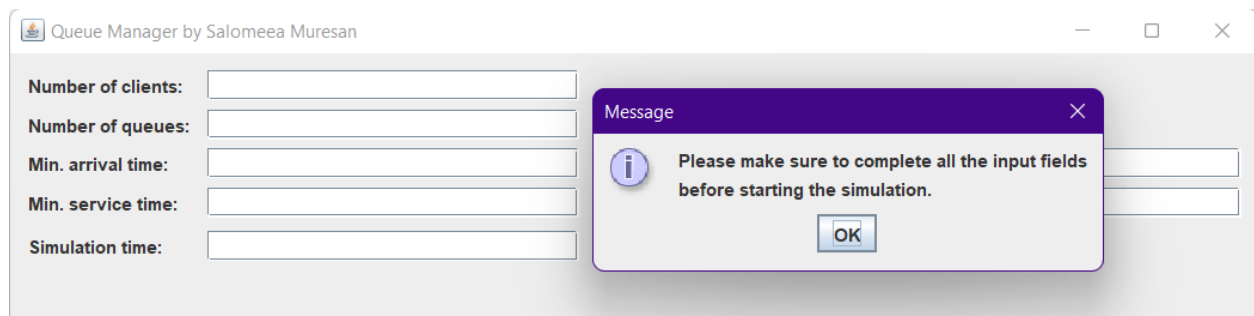 Queue Manager by Salomeea Muresan
Number of clients:
Number of queues:
Min. arrival time:
Min. service time:
Simulation time:
Message
Please make sure to complete all the input fields
before starting the simulation.
OK